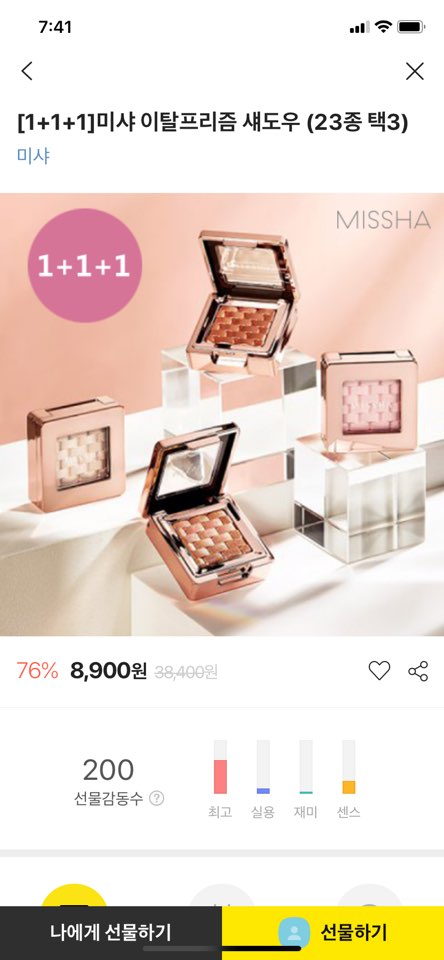 7:41
[1+1+1]미샤 이탈프리즘 섀도우 (23종 택3)
미샤
MISSHA
1+1+1
76% 8,900원 38,400원
200
선물감동수 ?
최고 실용 재미 센스
나에게 선물하기 선물하기